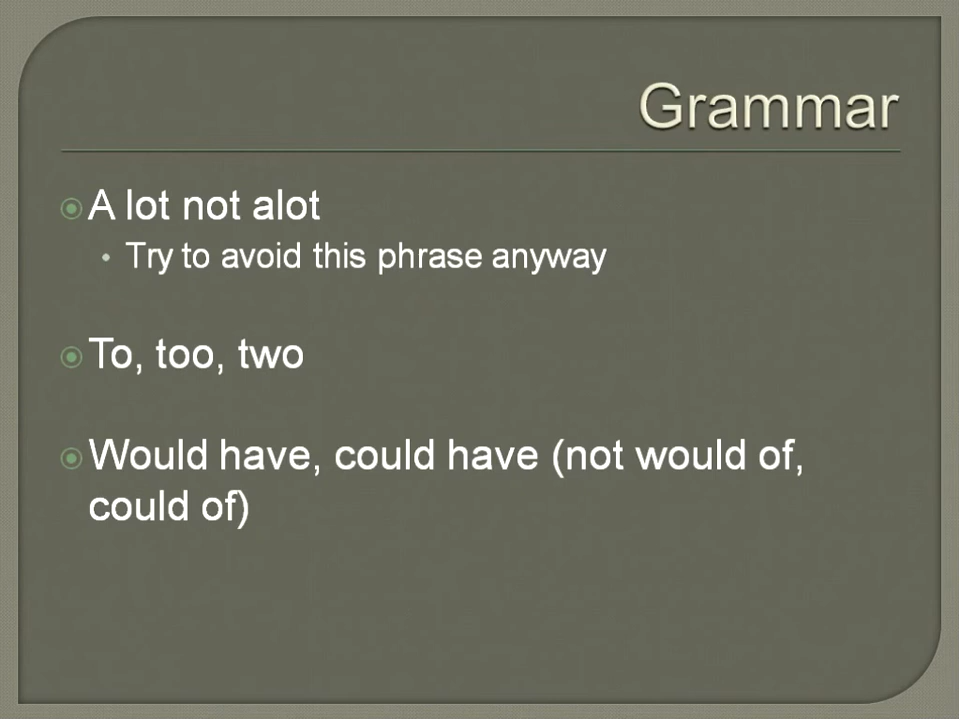 Grammar
A lot not alot
Try to avoid this phrase anyway
To, too, two
Would have, could have (not would of,
could of)